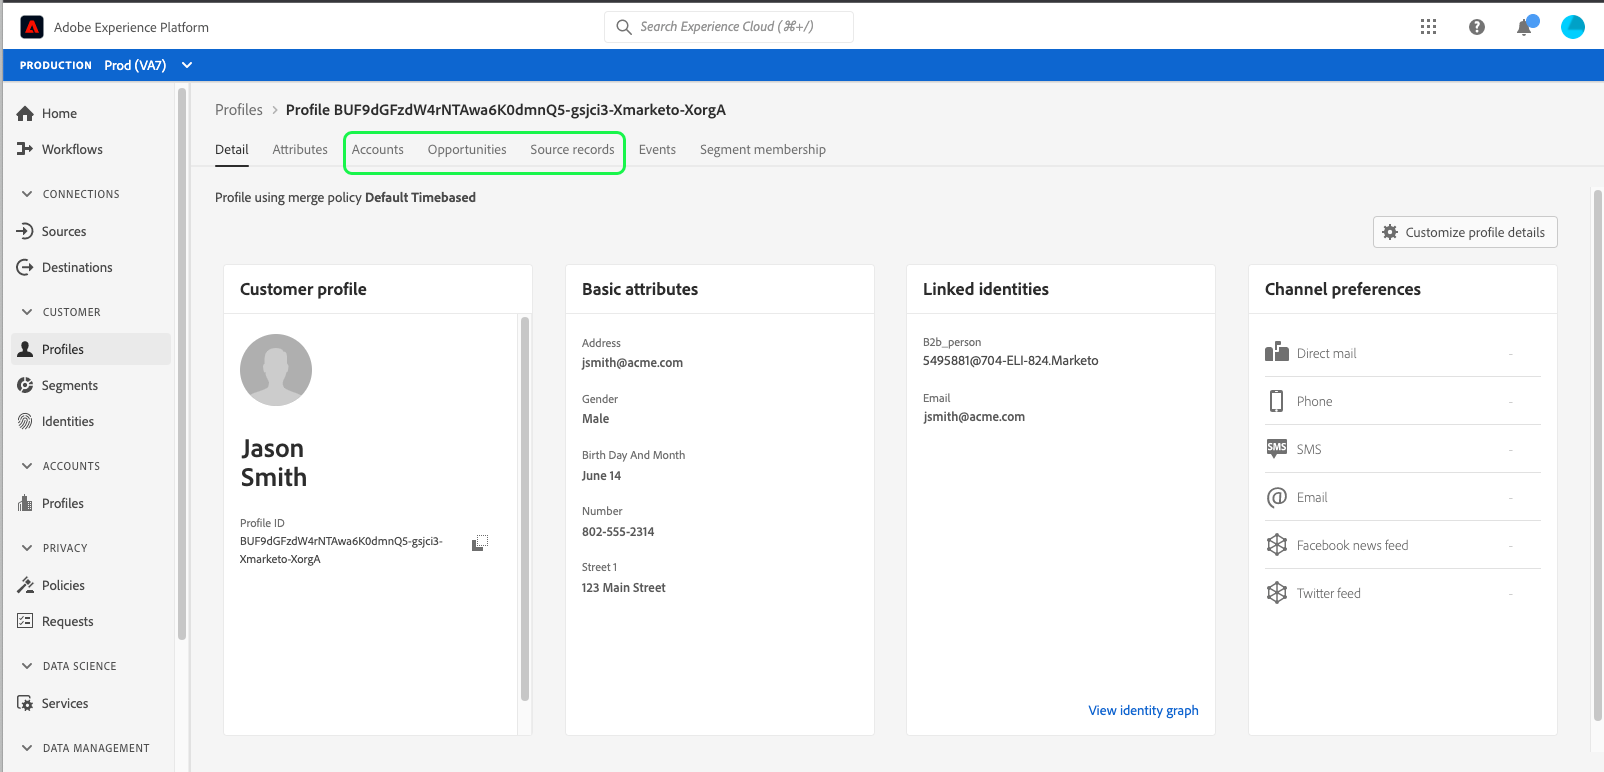 Adobe Experience Platform
Search Experience Cloud (⌘+/)
PRODUCTION Prod (VA7)
Home
Workflows
CONNECTIONS
Sources
Destinations
CUSTOMER
Profiles
Segments
Identities
ACCOUNTS
Profiles
PRIVACY
Policies
Requests
DATA SCIENCE
Services
DATA MANAGEMENT
Profiles > Profile BUF9dGFzdW4rNTAwa6K0dmnQ5-gsjci3-Xmarketo-XorgA
Detail Attributes Accounts Opportunities Source records Events Segment membership
Profile using merge policy Default Timebased
Customize profile details
Customer profile
Jason
Smith
Profile ID
BUF9dGFzdW4rNTAwa6K0dmnQ5-gsjci3-
Xmarketo-XorgA
Basic attributes
Address
jsmith@acme.com
Gender
Male
Birth Day And Month
June 14
Number
802-555-2314
Street 1
123 Main Street
Linked identities
B2b_person
5495881@704-ELI-824.Marketo
Email
jsmith@acme.com
View identity graph
Channel preferences
Direct mail -
Phone -
SMS SMS -
Email -
Facebook news feed -
Twitter feed -